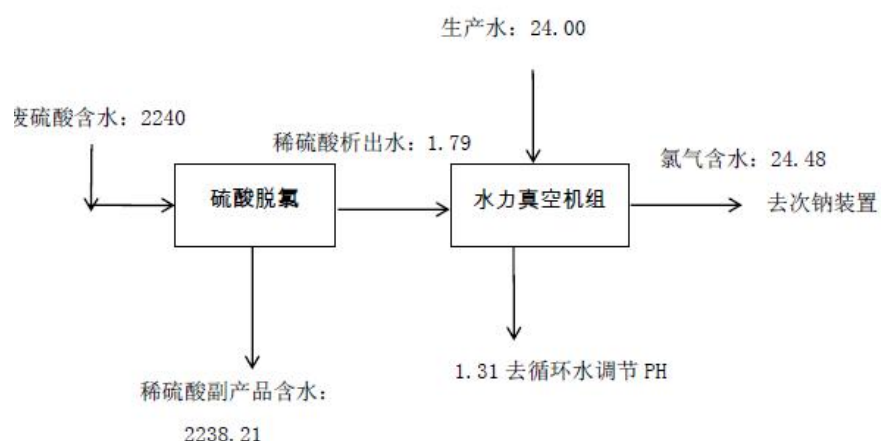 生产水：24.00
废硫酸含水：2240
稀硫酸析出水：1.79
氯气含水：24.48
硫酸脱氯
水力真空机组
去次钠装置
1.31 去循环水调节 PH
稀硫酸副产品含水：
2238.21